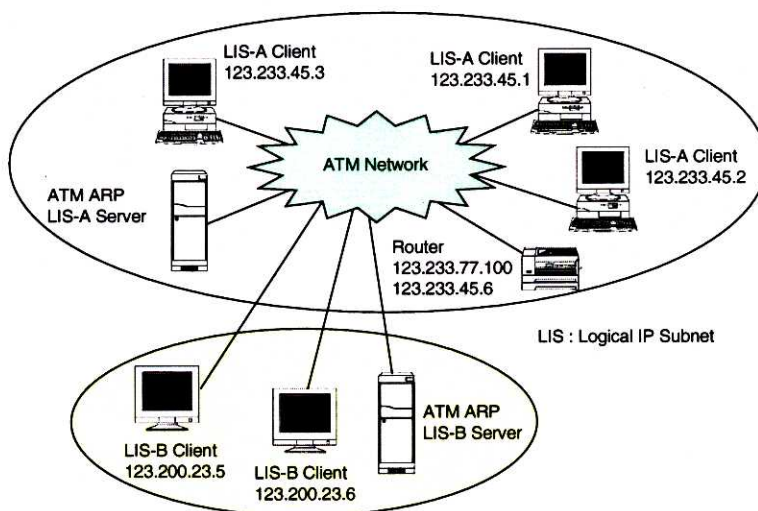 LIS-A Client
123.233.45.3
LIS-A Client
123.233.45.1
ATM Network
LIS-A Client
123.233.45.2
ATM ARP
LIS-A Server
Router
123.233.77.100
123.233.45.6
LIS : Logical IP Subnet
ATM ARP
LIS-B Server
LIS-B Client
123.200.23.5
LIS-B Client
123.200.23.6